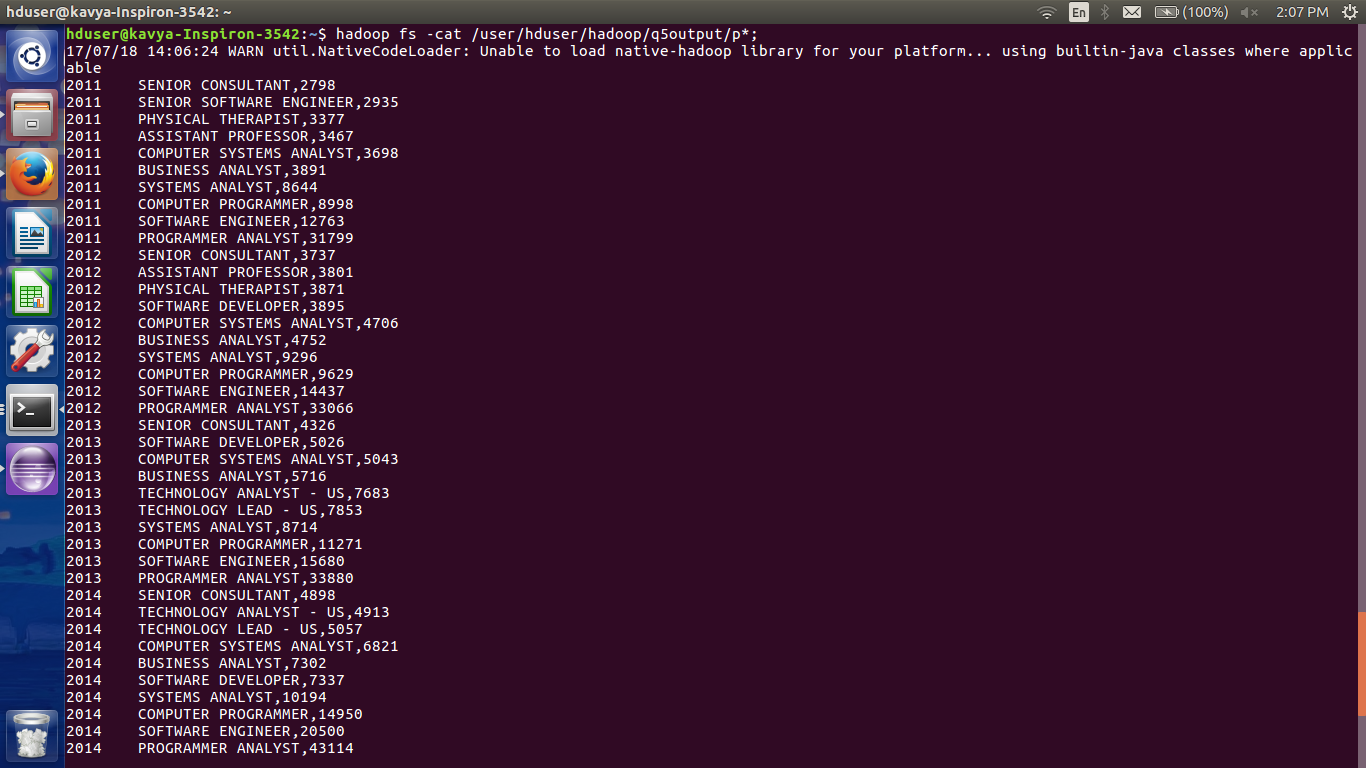 hduser@kavya-Inspiron-3542: ~
En
(100%)
2:07 PM
hduser@kavya-Inspiron-3542:~$ hadoop fs -cat /user/hduser/hadoop/q5output/p*;
17/07/18 14:06:24 WARN util.NativeCodeLoader: Unable to load native-hadoop library for your platform... using builtin-java classes where applic
able
2011    SENIOR CONSULTANT,2798
2011    SENIOR SOFTWARE ENGINEER,2935
2011    PHYSICAL THERAPIST,3377
2011    ASSISTANT PROFESSOR,3467
2011    COMPUTER SYSTEMS ANALYST,3698
2011    BUSINESS ANALYST,3891
2011    SYSTEMS ANALYST,8644
2011    COMPUTER PROGRAMMER,8998
2011    SOFTWARE ENGINEER,12763
2011    PROGRAMMER ANALYST,31799
2012    SENIOR CONSULTANT,3737
2012    ASSISTANT PROFESSOR,3801
2012    PHYSICAL THERAPIST,3871
2012    SOFTWARE DEVELOPER,3895
2012    COMPUTER SYSTEMS ANALYST,4706
2012    BUSINESS ANALYST,4752
2012    SYSTEMS ANALYST,9296
2012    COMPUTER PROGRAMMER,9629
2012    SOFTWARE ENGINEER,14437
2012    PROGRAMMER ANALYST,33066
2013    SENIOR CONSULTANT,4326
2013    SOFTWARE DEVELOPER,5026
2013    COMPUTER SYSTEMS ANALYST,5043
2013    BUSINESS ANALYST,5716
2013    TECHNOLOGY ANALYST - US,7683
2013    TECHNOLOGY LEAD - US,7853
2013    SYSTEMS ANALYST,8714
2013    COMPUTER PROGRAMMER,11271
2013    SOFTWARE ENGINEER,15680
2013    PROGRAMMER ANALYST,33880
2014    SENIOR CONSULTANT,4898
2014    TECHNOLOGY ANALYST - US,4913
2014    TECHNOLOGY LEAD - US,5057
2014    COMPUTER SYSTEMS ANALYST,6821
2014    BUSINESS ANALYST,7302
2014    SOFTWARE DEVELOPER,7337
2014    SYSTEMS ANALYST,10194
2014    COMPUTER PROGRAMMER,14950
2014    SOFTWARE ENGINEER,20500
2014    PROGRAMMER ANALYST,43114